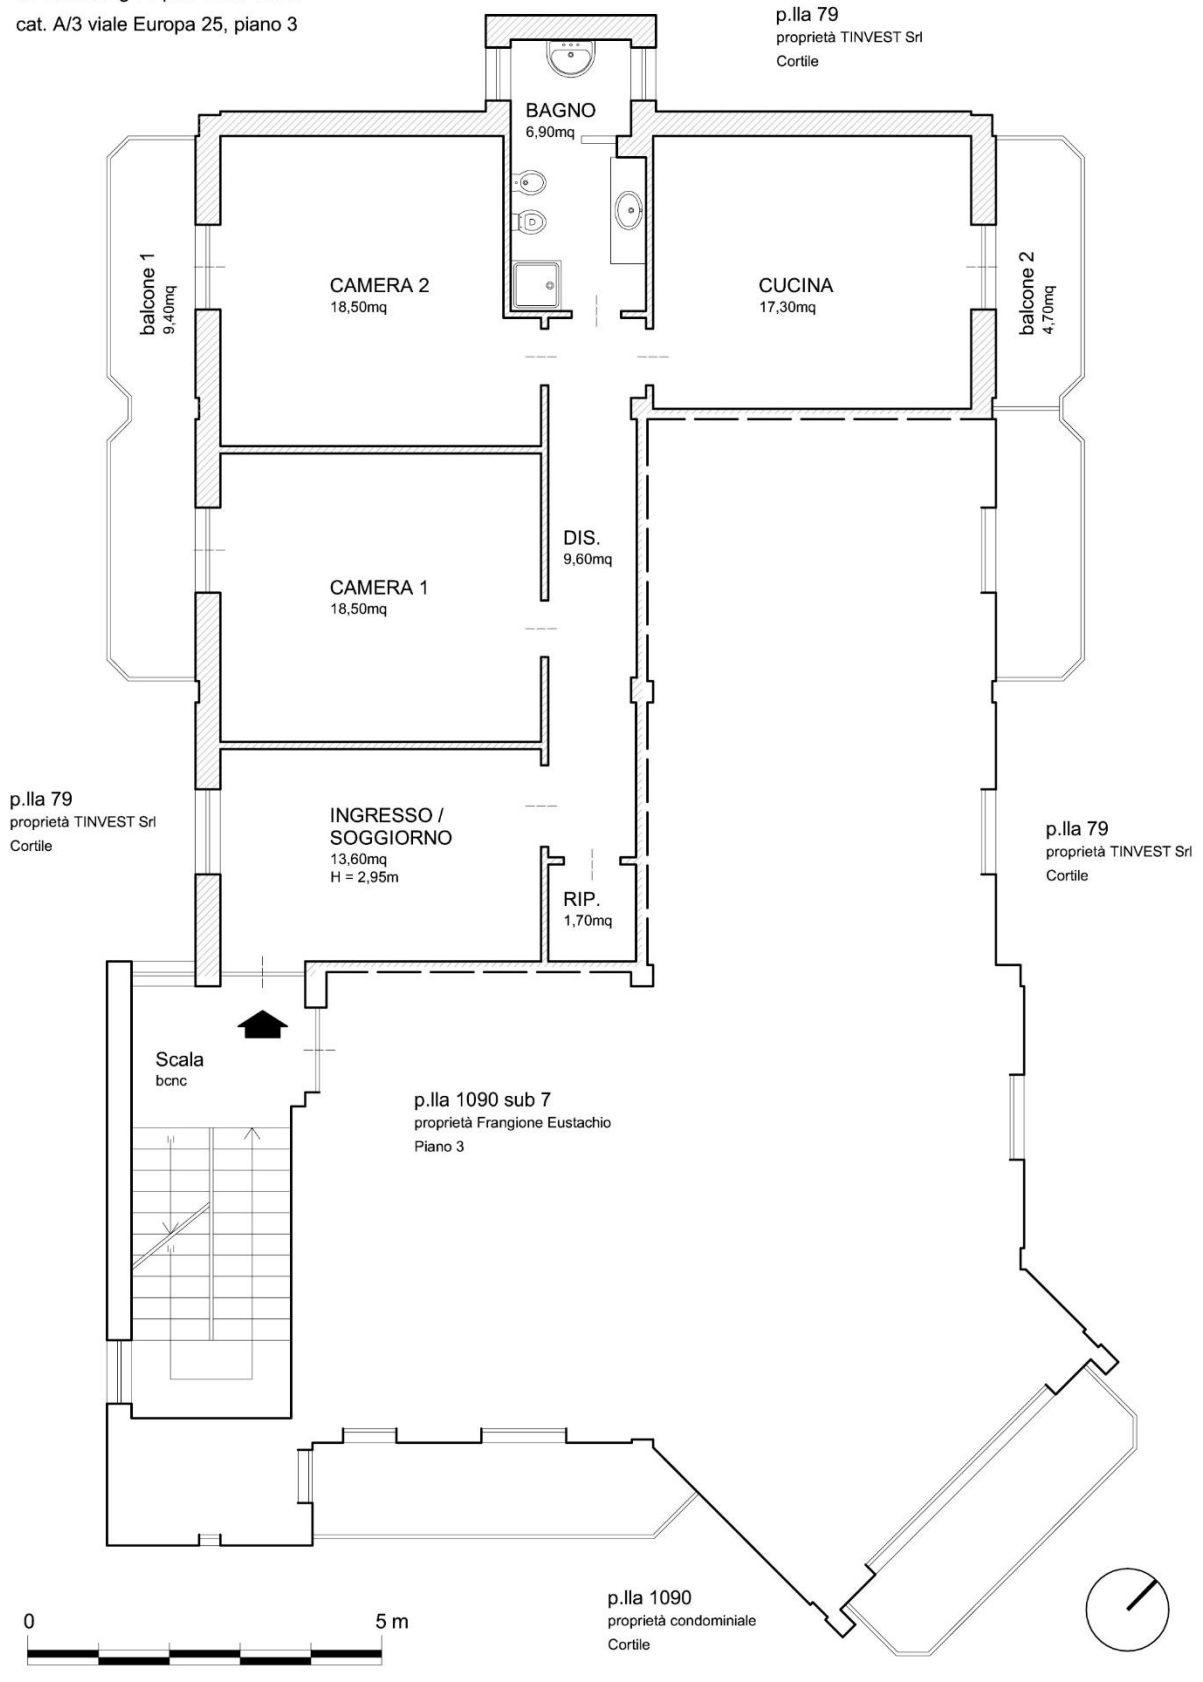 cat. A/3 viale Europa 25, piano 3
p.lla 79
proprietà TINVEST Srl
Cortile
BAGNO
6,90mq
balcone 1
9,40mq
CAMERA 2
18,50mq
CUCINA
17,30mq
balcone 2
4,70mq
DIS.
9,60mq
CAMERA 1
18,50mq
p.lla 79
proprietà TINVEST Srl
Cortile
INGRESSO /
SOGGIORNO
13,60mq
H = 2,95m
RIP.
1,70mq
p.lla 79
proprietà TINVEST Srl
Cortile
Scala
bcnc
p.lla 1090 sub 7
proprietà Frangione Eustachio
Piano 3
p.lla 1090
proprietà condominiale
Cortile
0 5 m